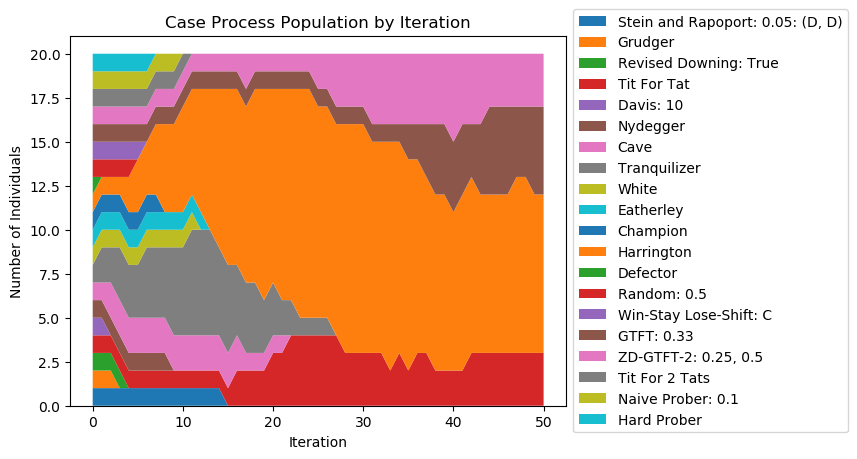 Case Process Population by Iteration
Number of Individuals
20.0
17.5
15.0
12.5
10.0
7.5
5.0
2.5
0.0
0
10
20
30
40
50
Iteration
Stein and Rapoport: 0.05: (D, D)
Grudger
Revised Downing: True
Tit For Tat
Davis: 10
Nydegger
Cave
Tranquilizer
White
Eatherley
Champion
Harrington
Defector
Random: 0.5
Win-Stay Lose-Shift: C
GTFT: 0.33
ZD-GTFT-2: 0.25, 0.5
Tit For 2 Tats
Naive Prober: 0.1
Hard Prober